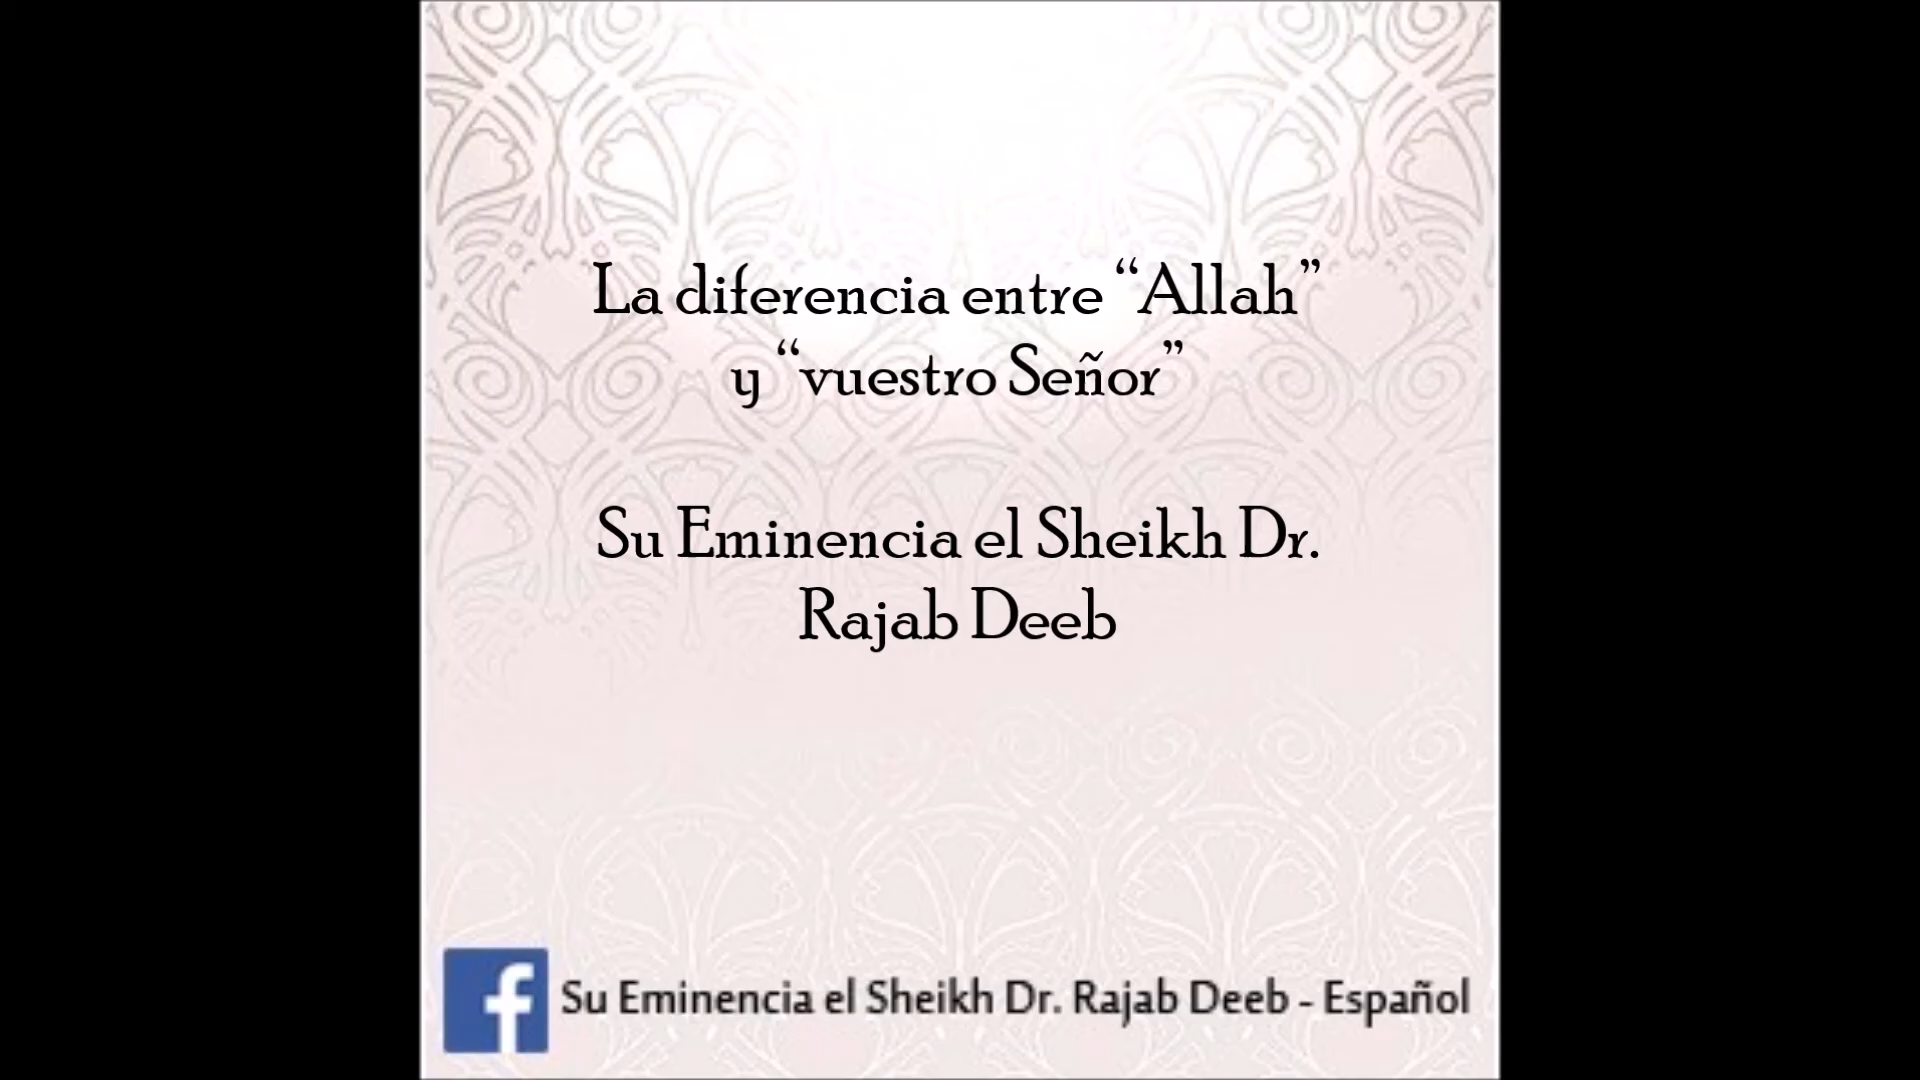 La diferencia entre “Allah”
y “vuestro Señor”
Su Eminencia el Sheikh Dr.
Rajab Deeb
f Su Eminencia el Sheikh Dr. Rajab Deeb - Español